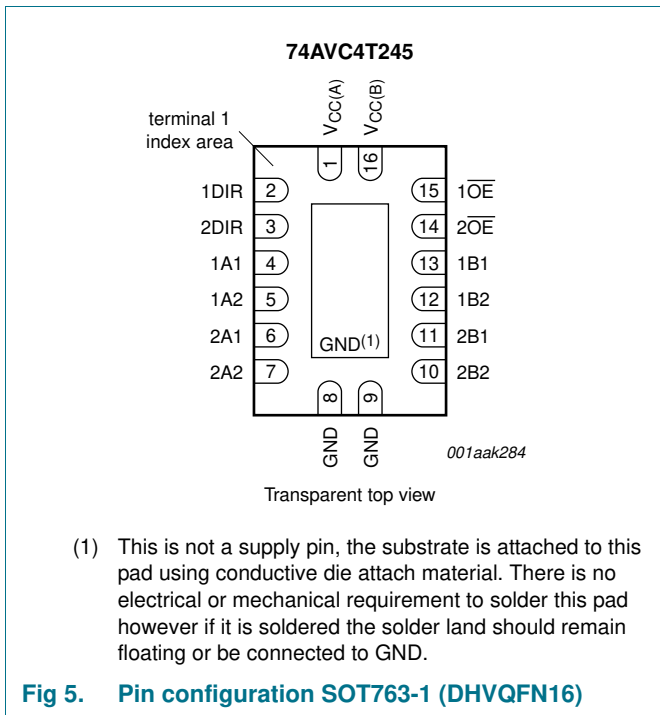 74AVC4T245
terminal 1
index area
VCC(A)
VCC(B)
1
16
1DIR 2
15 1O̅E̅
2DIR 3
14 2O̅E̅
1A1 4
13 1B1
1A2 5
12 1B2
2A1 6
11 2B1
2A2 7
10 2B2
GND(1)
8
9
GND
GND
001aak284
Transparent top view
(1) This is not a supply pin, the substrate is attached to this
pad using conductive die attach material. There is no
electrical or mechanical requirement to solder this pad
however if it is soldered the solder land should remain
floating or be connected to GND.
Fig 5. Pin configuration SOT763-1 (DHVQFN16)